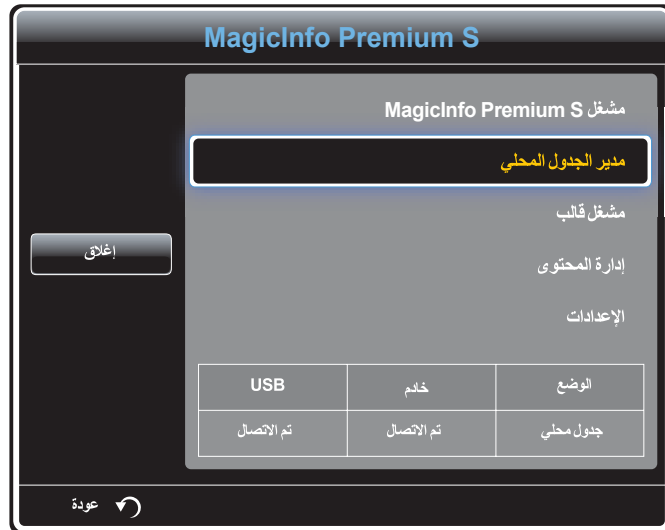 MagicInfo Premium S
مشغل MagicInfo Premium S
مدير الجدول المحلي
مشغل قالب
إدارة المحتوى
الإعدادات
إغلاق
الوضع خادم USB
جدول محلي تم الاتصال تم الاتصال
عودة